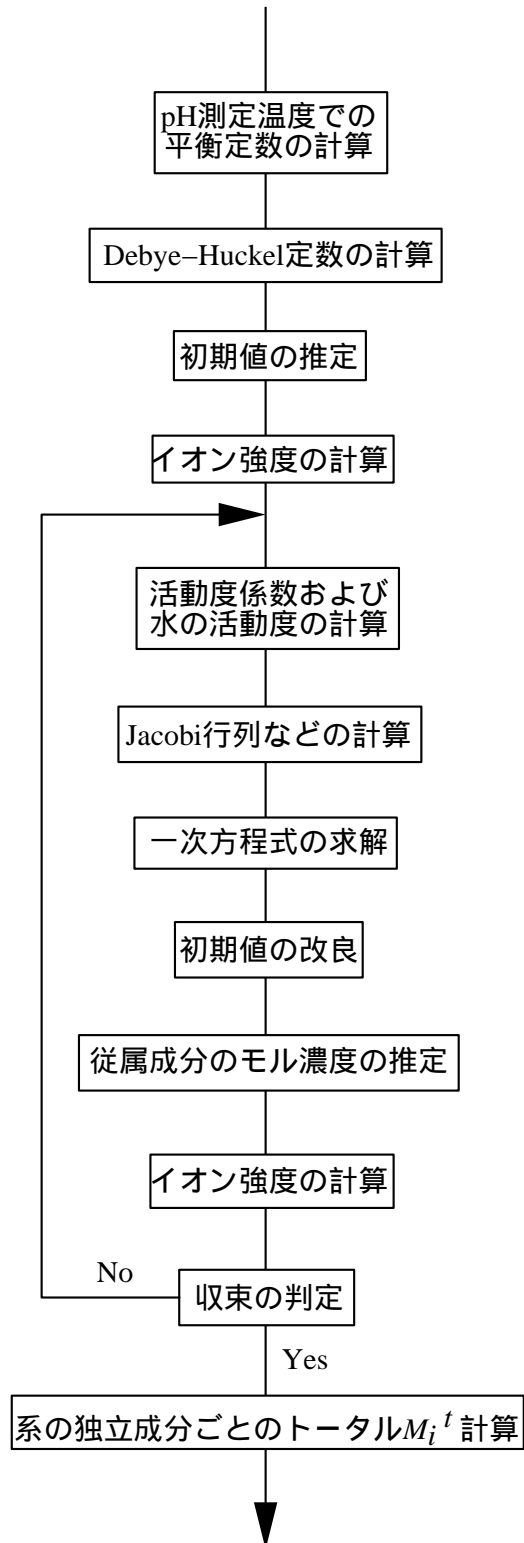 pH測定温度での
平衡定数の計算
Debye–Huckel定数の計算
初期値の推定
イオン強度の計算
活動度係数および
水の活動度の計算
Jacobi行列などの計算
一次方程式の求解
初期値の改良
従属成分のモル濃度の推定
イオン強度の計算
No
収束の判定
Yes
系の独立成分ごとのトータルMᵢᵗ計算